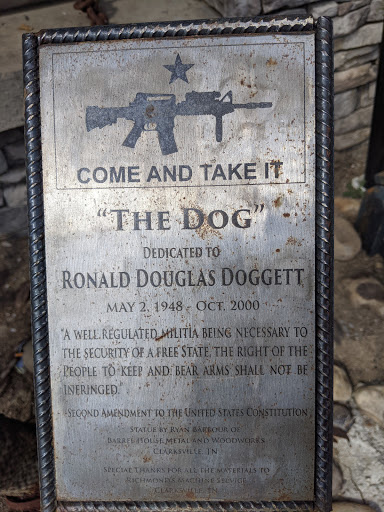 COME AND TAKE IT
"THE DOG"
DEDICATED TO
RONALD DOUGLAS DOGGETT
MAY 2, 1948 - OCT, 2000
"A WELL REGULATED MILITIA BEING NECESSARY TO
THE SECURITY OF A FREE STATE, THE RIGHT OF THE
PEOPLE TO KEEP AND BEAR ARMS SHALL NOT BE
INFRINGED."
SECOND AMENDMENT TO THE UNITED STATES CONSTITUTION
STATUE BY RYAN BARBOUR OF
BARREL HOUSE METAL AND WOODWORKS
CLARKSVILLE, TN
SPECIAL THANKS FOR ALL THE MATERIALS TO
RICHMOND'S MACHINE SERVICE
CLARKSVILLE, TN